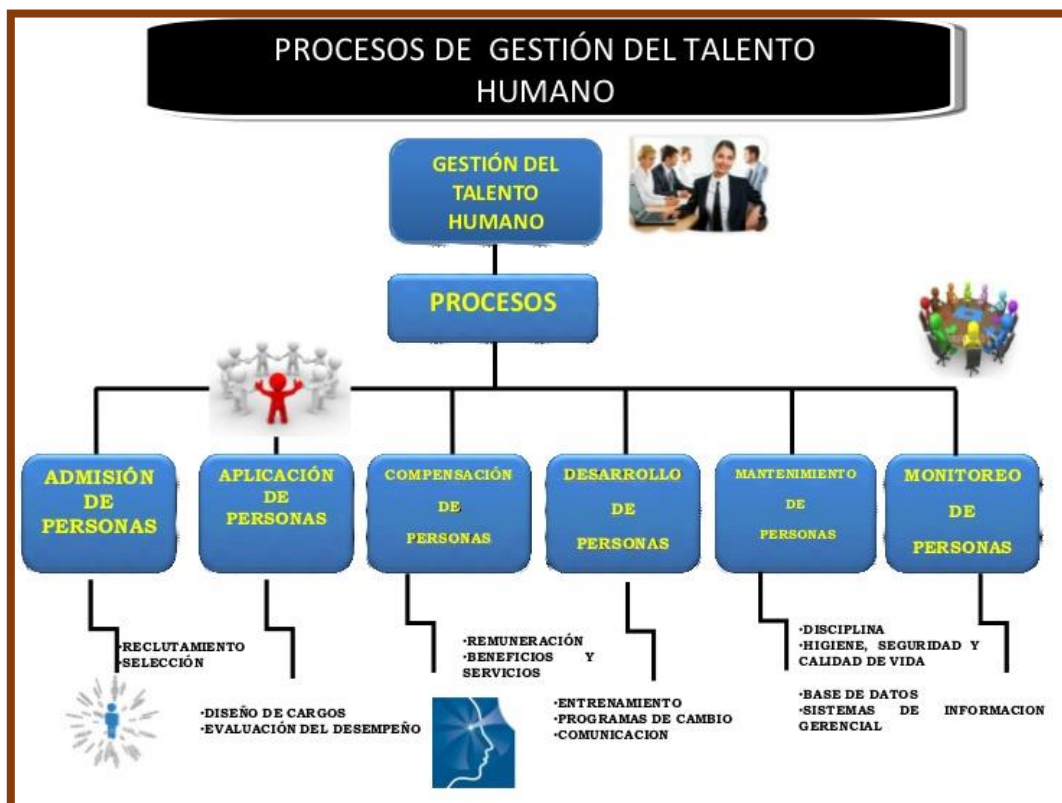 PROCESOS DE GESTIÓN DEL TALENTO
HUMANO
GESTIÓN DEL
TALENTO
HUMANO
PROCESOS
ADMISIÓN
DE
PERSONAS
APLICACIÓN
DE
PERSONAS
COMPENSACIÓN
DE
PERSONAS
DESARROLLO
DE
PERSONAS
MANTENIMIENTO
DE
PERSONAS
MONITOREO
DE
PERSONAS
•RECLUTAMIENTO
•SELECCIÓN
•DISEÑO DE CARGOS
•EVALUACIÓN DEL DESEMPEÑO
•REMUNERACIÓN
•BENEFICIOS Y
SERVICIOS
•ENTRENAMIENTO
•PROGRAMAS DE CAMBIO
•COMUNICACION
•DISCIPLINA
•HIGIENE, SEGURIDAD Y
CALIDAD DE VIDA
•BASE DE DATOS
•SISTEMAS DE INFORMACION
GERENCIAL